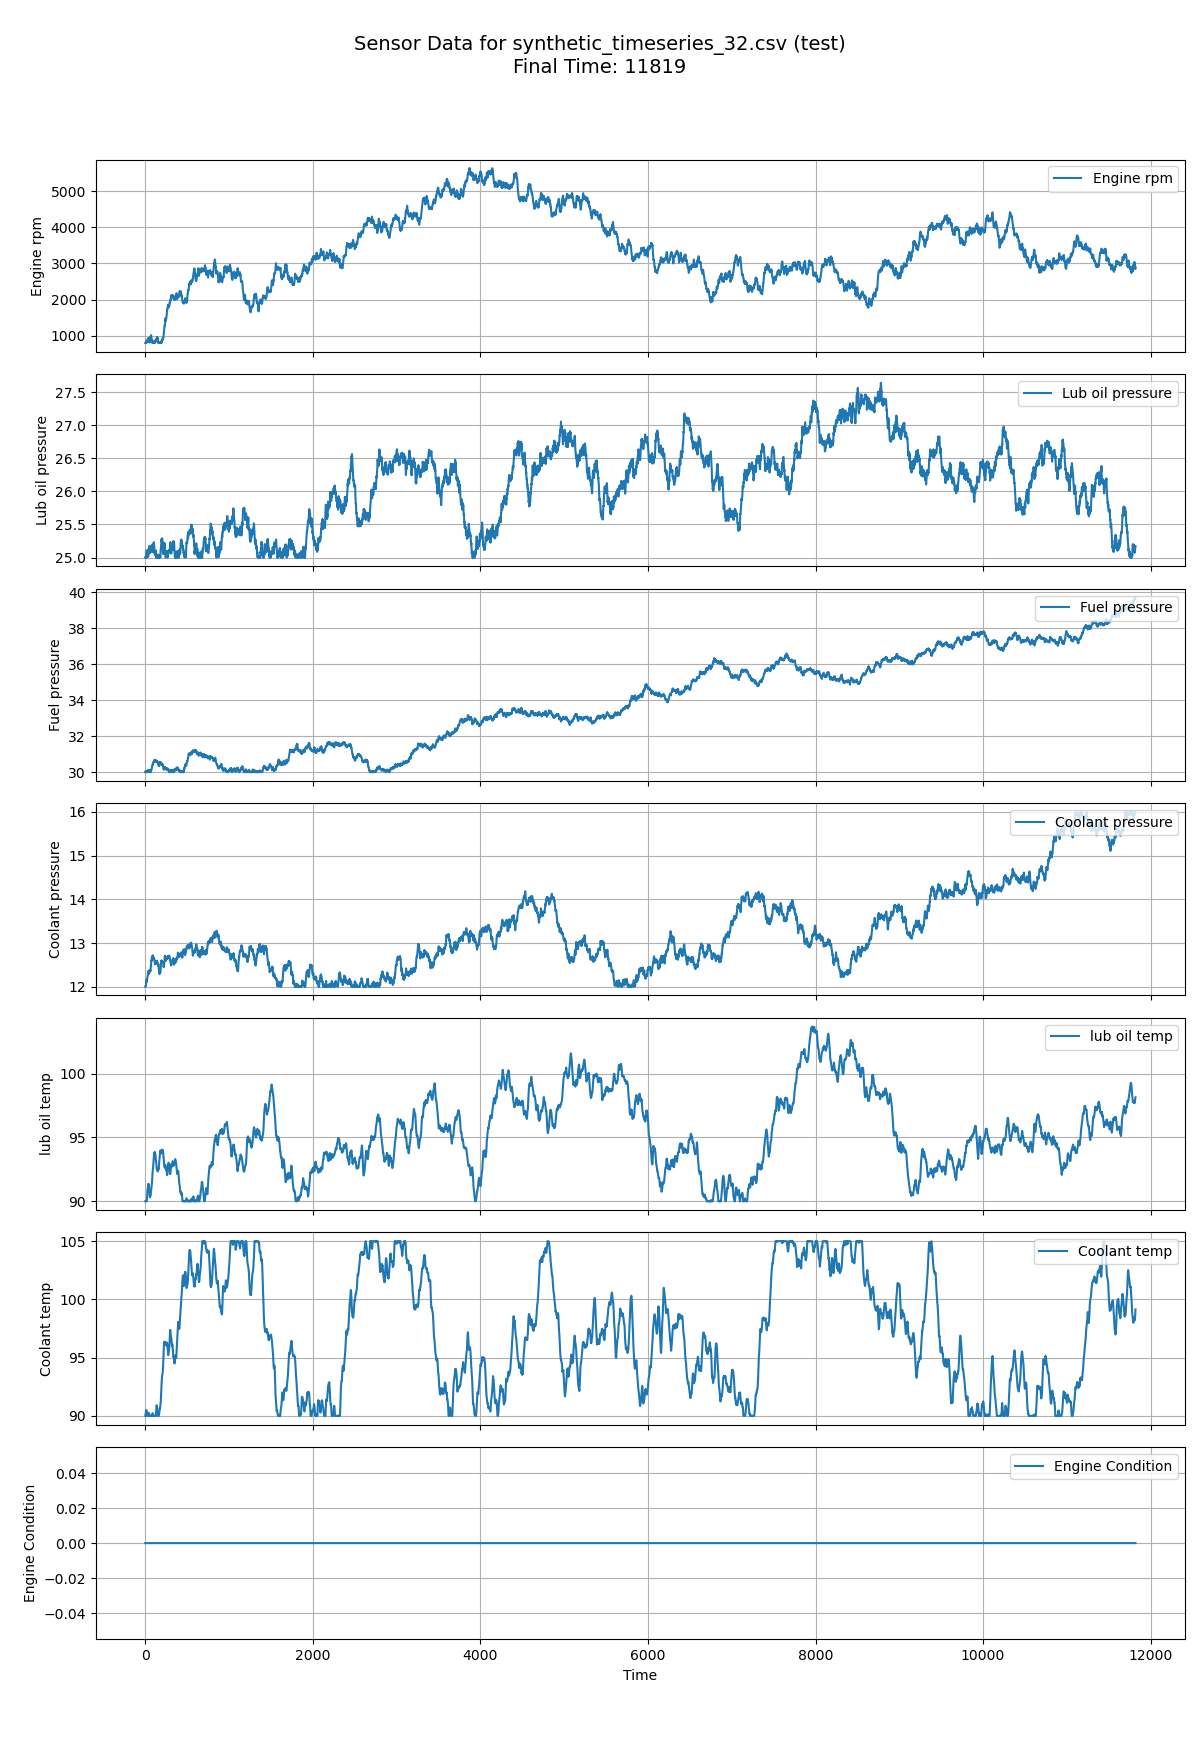 Sensor Data for synthetic_timeseries_32.csv (test)
Final Time: 11819
Engine rpm
5000
4000
3000
2000
1000
Engine rpm
Lub oil pressure
27.5
27.0
26.5
26.0
25.5
25.0
Lub oil pressure
Fuel pressure
40
38
36
34
32
30
Fuel pressure
Coolant pressure
16
15
14
13
12
Coolant pressure
lub oil temp
100
95
90
lub oil temp
Coolant temp
105
100
95
90
Coolant temp
Engine Condition
0.04
0.02
0.00
−0.02
−0.04
Engine Condition
0 2000 4000 6000 8000 10000 12000
Time